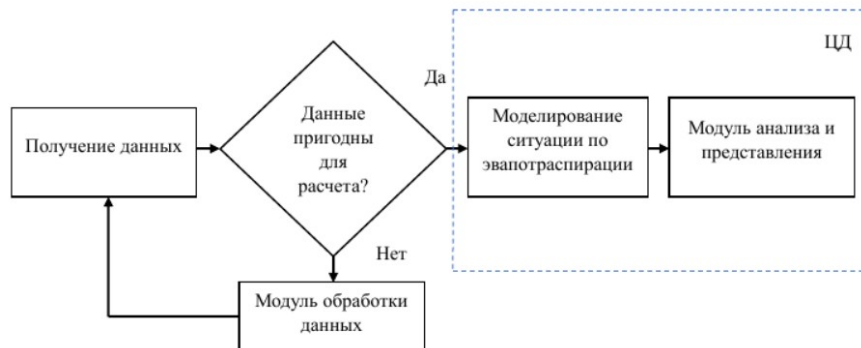 ЦД
Да
Получение данных
Данные
пригодны
для
расчета?
Моделирование
ситуации по
эвапотраспирации
Модуль анализа и
представления
Нет
Модуль обработки
данных